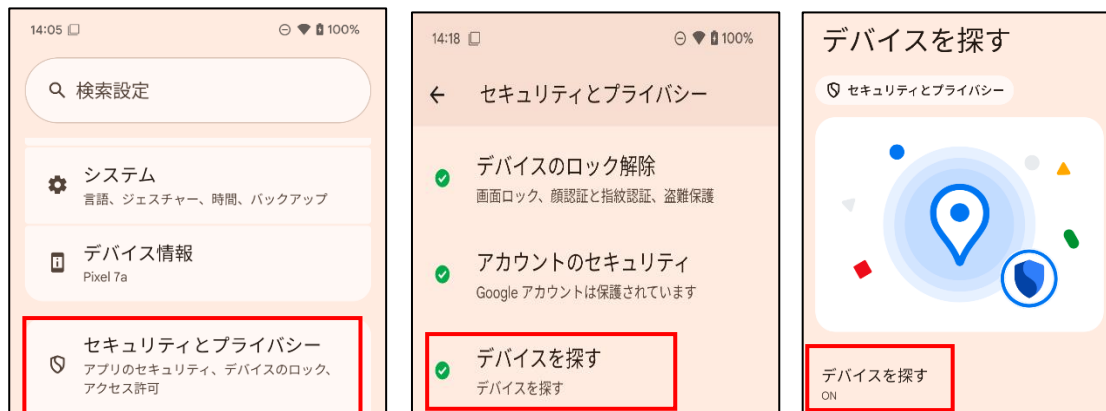 14:05
100%
検索設定
システム
言語、ジェスチャー、時間、バックアップ
デバイス情報
Pixel 7a
セキュリティとプライバシー
アプリのセキュリティ、デバイスのロック、
アクセス許可
14:18
100%
セキュリティとプライバシー
デバイスのロック解除
画面ロック、顔認証と指紋認証、盗難保護
アカウントのセキュリティ
Google アカウントは保護されています
デバイスを探す
デバイスを探す
デバイスを探す
セキュリティとプライバシー
デバイスを探す
ON